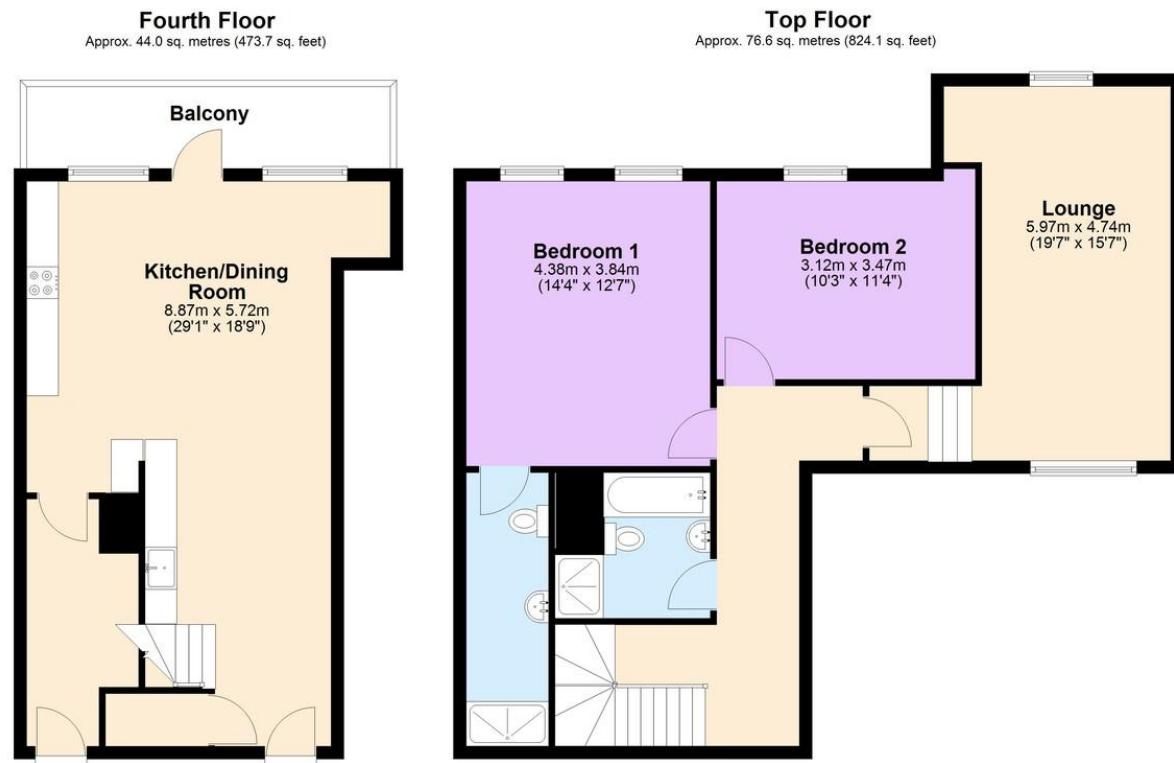 Fourth Floor
Approx. 44.0 sq. metres (473.7 sq. feet)
Balcony
Kitchen/Dining
Room
8.87m x 5.72m
(29'1" x 18'9")
Top Floor
Approx. 76.6 sq. metres (824.1 sq. feet)
Bedroom 1
4.38m x 3.84m
(14'4" x 12'7")
Bedroom 2
3.12m x 3.47m
(10'3" x 11'4")
Lounge
5.97m x 4.74m
(19'7" x 15'7")